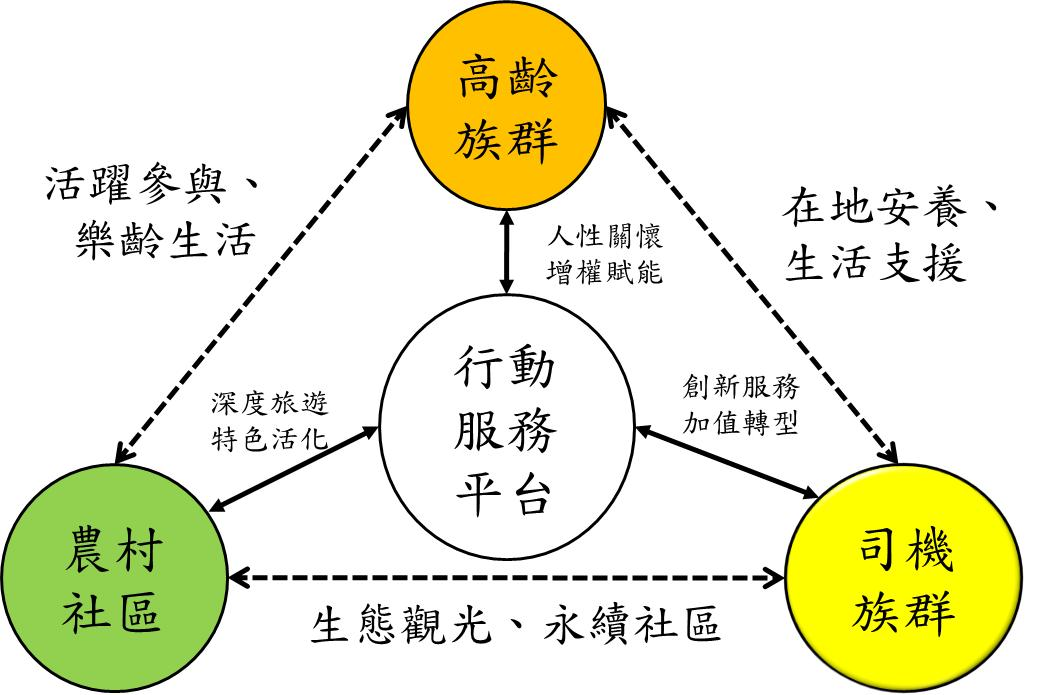 高齡
族群
活躍參與、
樂齡生活
在地安養、
生活支援
人性關懷
增權賦能
行動
服務
平台
深度旅遊
特色活化
創新服務
加值轉型
農村
社區
司機
族群
生態觀光、永續社區